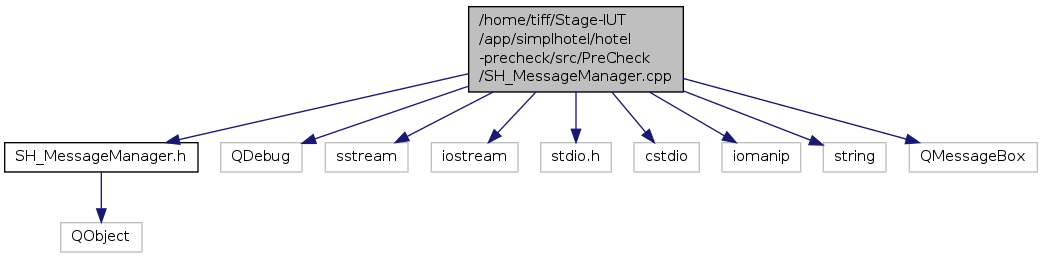 /home/tiff/Stage-IUT
/app/simplhotel/hotel
-precheck/src/PreCheck
/SH_MessageManager.cpp
SH_MessageManager.h
QDebug
sstream
iostream
stdio.h
cstdio
iomanip
string
QMessageBox
QObject